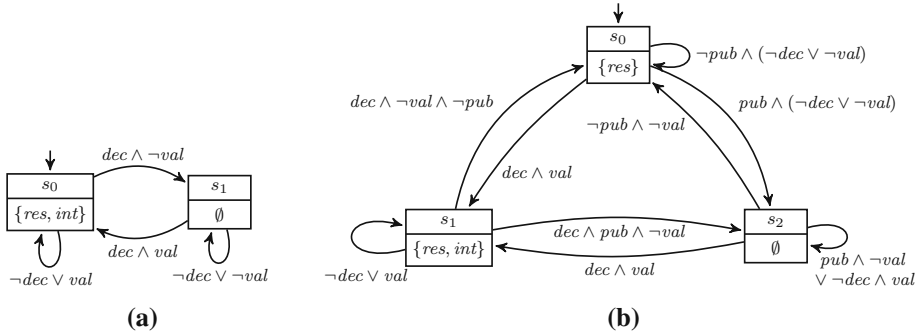 s₀
{res}
¬pub ∧ (¬dec ∨ ¬val)
dec ∧ ¬val ∧ ¬pub
pub ∧ (¬dec ∨ ¬val)
¬pub ∧ ¬val
dec ∧ val
dec ∧ ¬val
s₀
{res, int}
s₁
∅
dec ∧ val
¬dec ∨ val
¬dec ∨ ¬val
s₁
{res, int}
dec ∧ pub ∧ ¬val
dec ∧ val
¬dec ∨ val
s₂
∅
pub ∧ ¬val
∨ ¬dec ∧ val
(a)
(b)